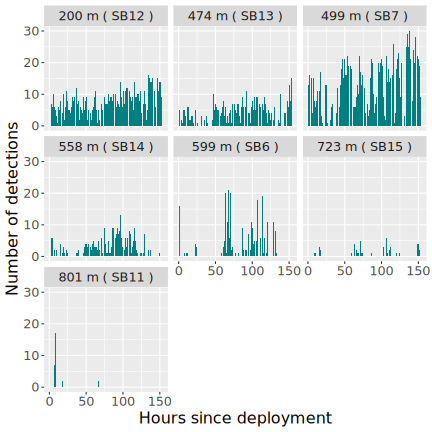 200 m ( SB12 ) 474 m ( SB13 ) 499 m ( SB7 )
30
20
10
0
558 m ( SB14 ) 599 m ( SB6 ) 723 m ( SB15 )
30
20
10
0
0 50 100 150 0 50 100 150
801 m ( SB11 )
30
20
10
0
0 50 100 150
Number of detections
Hours since deployment